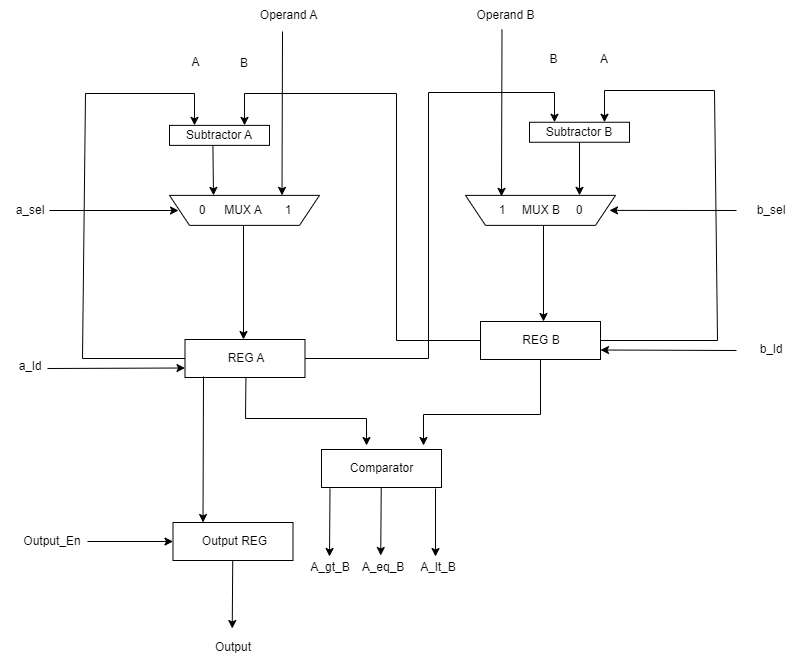 Operand A
Operand B
A
B
B
A
Subtractor A
Subtractor B
a_sel
0
MUX A
1
1
MUX B
0
b_sel
REG A
REG B
a_ld
b_ld
Comparator
Output_En
Output REG
A_gt_B
A_eq_B
A_lt_B
Output